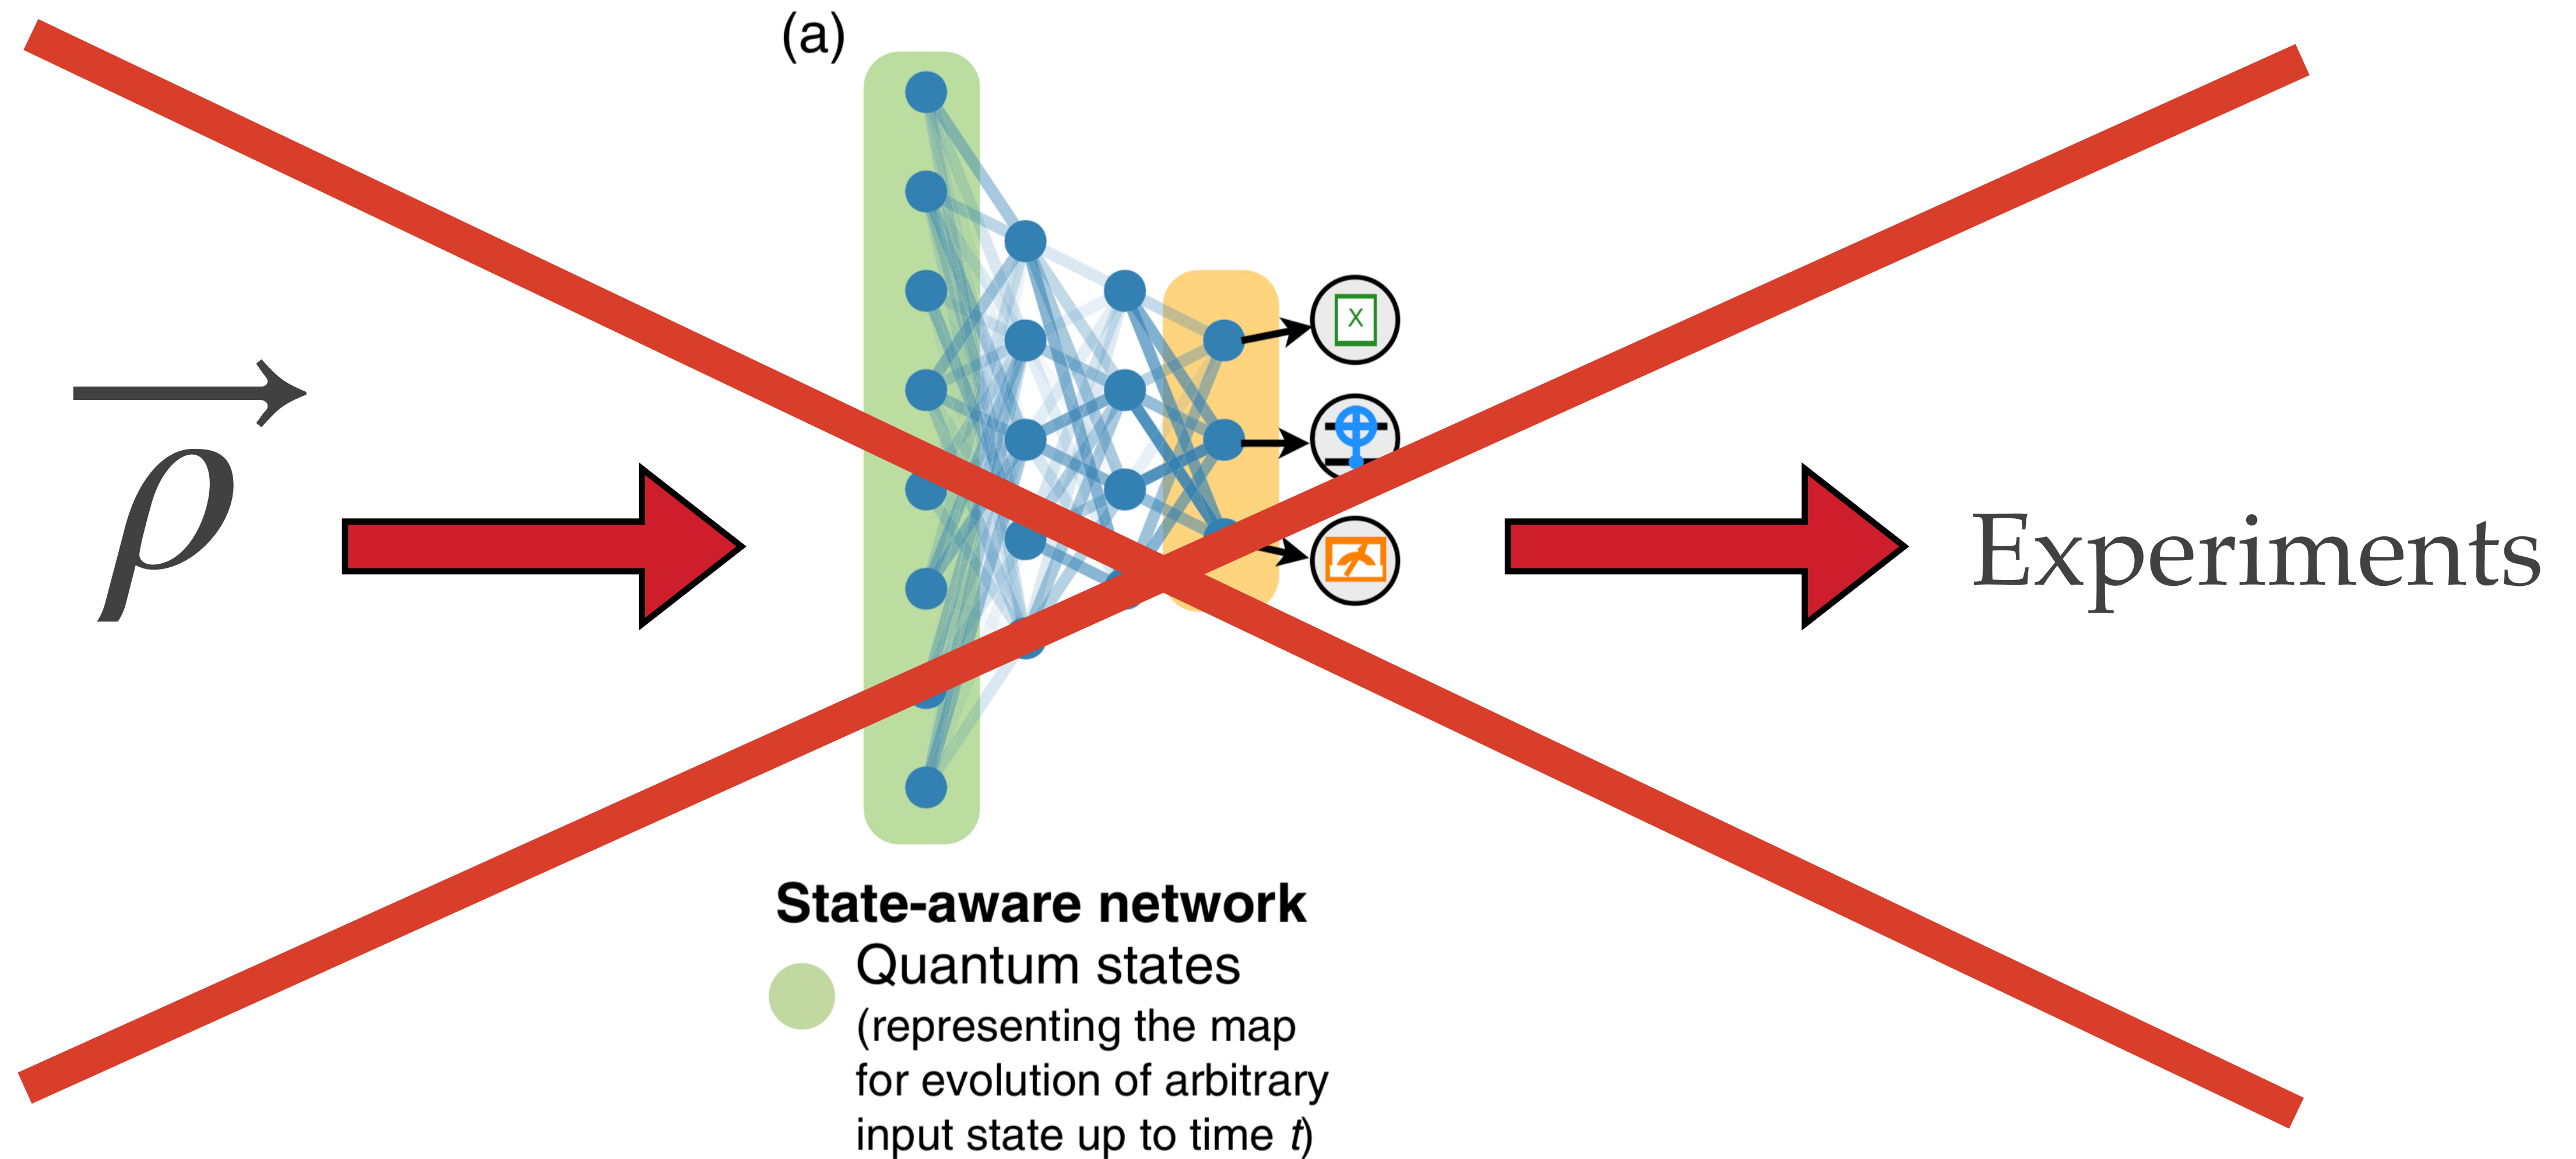 (a)
X
ρ
Experiments
State-aware network
Quantum states
(representing the map
for evolution of arbitrary
input state up to time t)